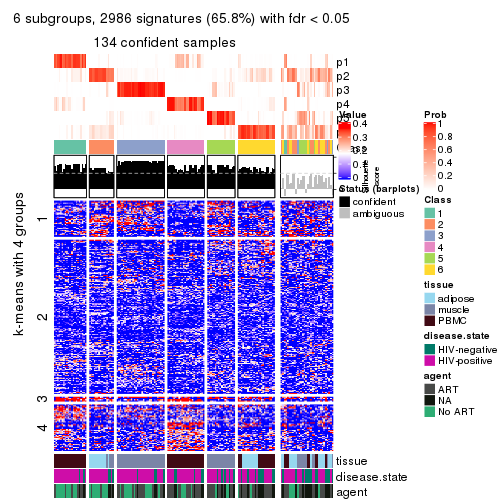 6 subgroups, 2986 signatures (65.8%) with fdr < 0.05
134 confident samples
p1
p2
p3
p4
Value
0.4
0.3
0.2
0.1
0
Prob
1
0.8
0.6
0.4
0.2
0
Status (barplots)
confident
ambiguous
Class
1
2
3
4
5
6
tissue
adipose
muscle
PBMC
disease.state
HIV-negative
HIV-positive
agent
ART
NA
No ART
k-means with 4 groups
1
2
3
4
tissue
disease.state
agent